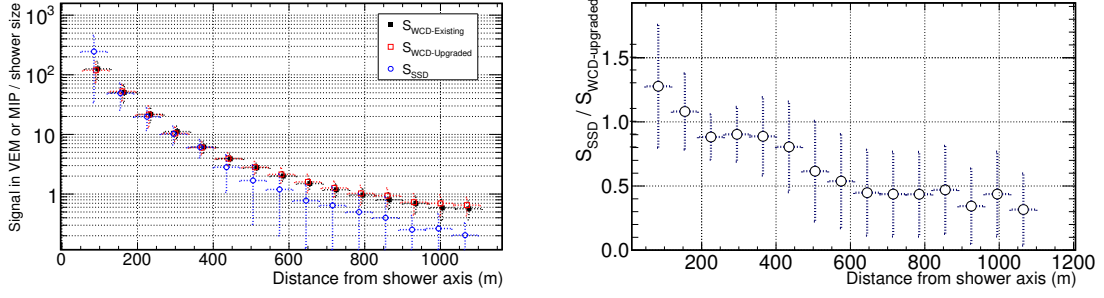 Signal in VEM or MIP / shower size
10³
10²
10
1
0 200 400 600 800 1000
Distance from shower axis (m)
S_WCD-Existing
S_WCD-Upgraded
S_SSD
S_SSD / S_WCD-upgraded
1.5
1.0
0.5
0.0
200 400 600 800 1000 1200
Distance from shower axis (m)